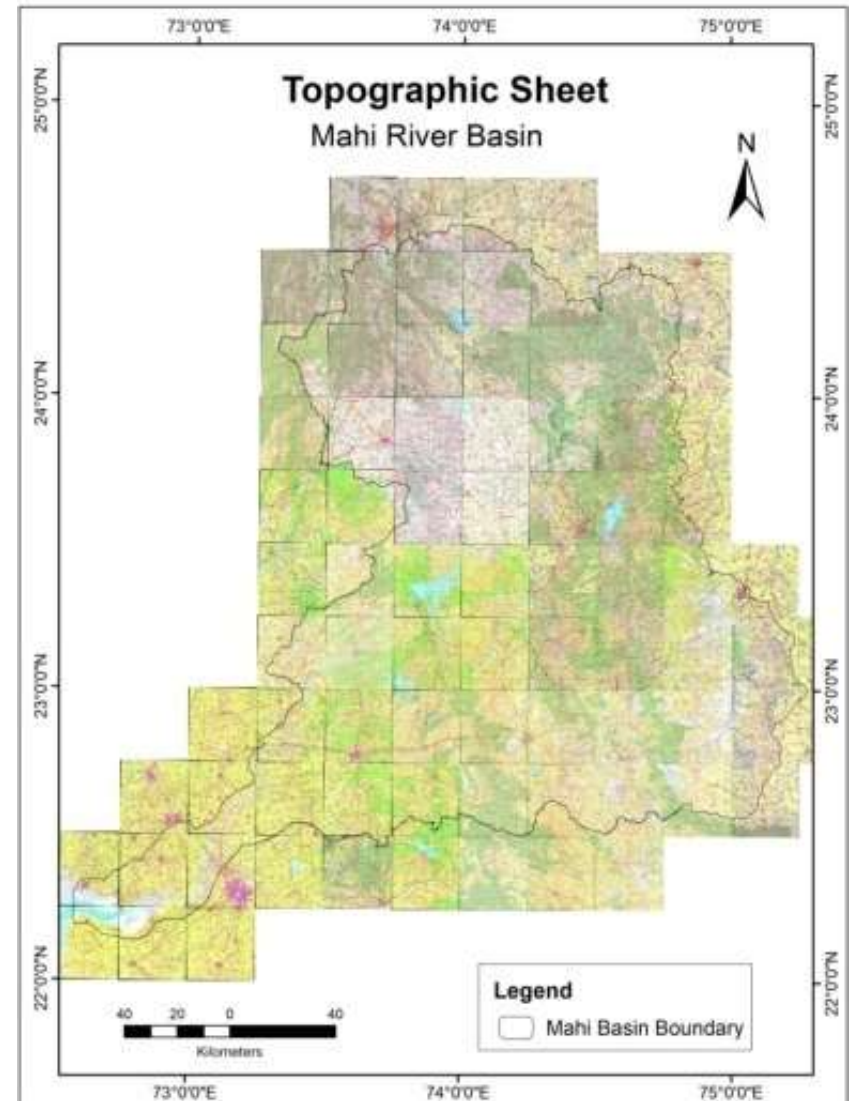 73°0'0"E 74°0'0"E 75°0'0"E
Topographic Sheet
Mahi River Basin
N
25°0'0"N 25°0'0"N
24°0'0"N 24°0'0"N
23°0'0"N 23°0'0"N
22°0'0"N 22°0'0"N
40 20 0 40
Kilometers
Legend
Mahi Basin Boundary
73°0'0"E 74°0'0"E 75°0'0"E